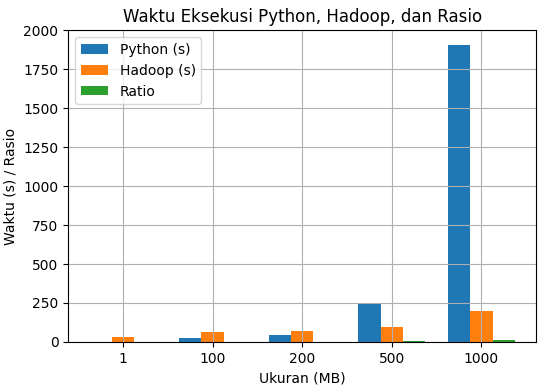 Waktu Eksekusi Python, Hadoop, dan Rasio
Python (s)
Hadoop (s)
Ratio
Waktu (s) / Rasio
2000
1750
1500
1250
1000
750
500
250
0
1 100 200 500 1000
Ukuran (MB)